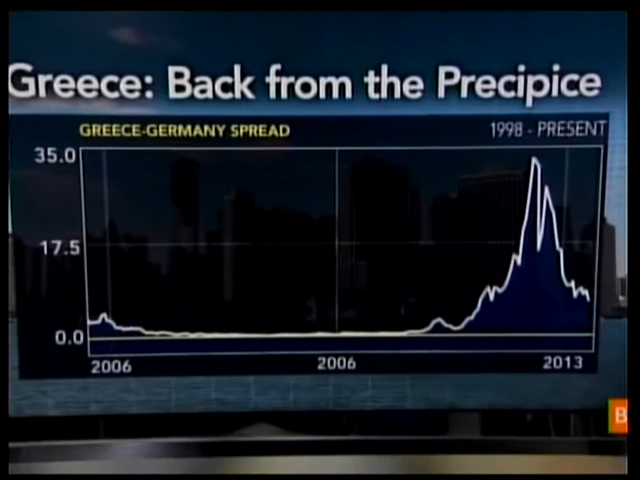 Greece: Back from the Precipice
GREECE-GERMANY SPREAD 1998 - PRESENT
35.0
17.5
0.0
2006 2006 2013
B